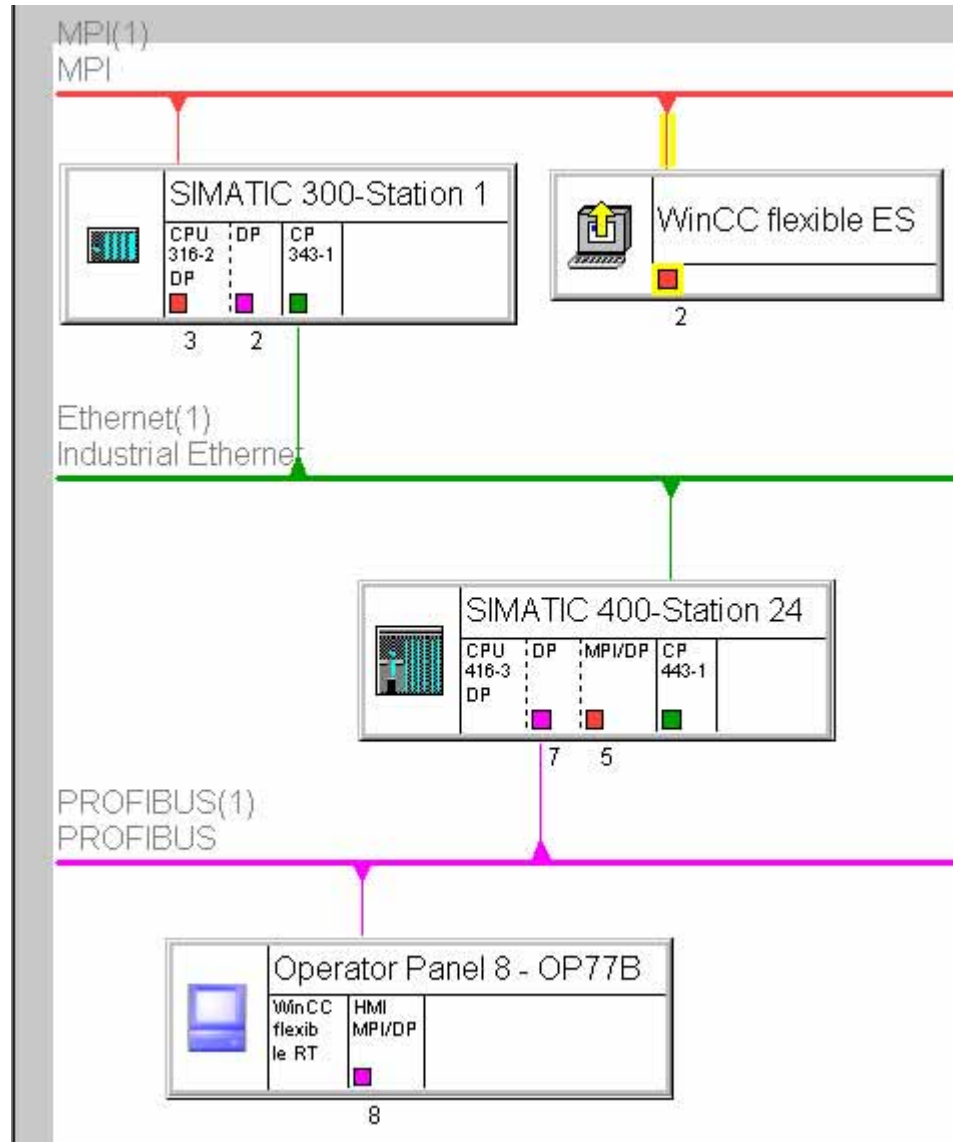 MPI(1)
MPI
SIMATIC 300-Station 1
CPU
316-2
DP
DP
CP
343-1
3
2
WinCC flexible ES
2
Ethernet(1)
Industrial Etherne
SIMATIC 400-Station 24
CPU
416-3
DP
DP
MPI/DP
CP
443-1
7
5
PROFIBUS(1)
PROFIBUS
Operator Panel 8 - OP77B
WinCC
flexib
le RT
HMI
MPI/DP
8